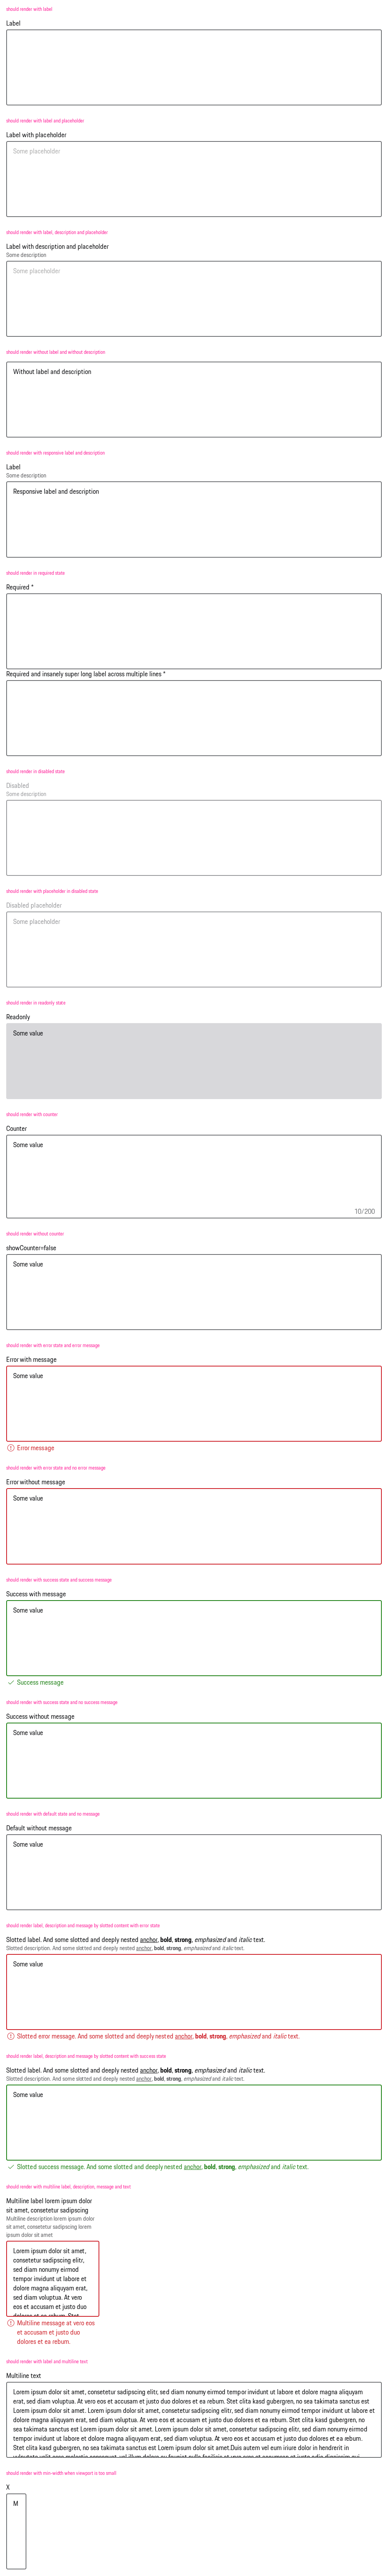 should render with label
Label
should render with label and placeholder
Label with placeholder
Some placeholder
should render with label, description and placeholder
Label with description and placeholder
Some description
Some placeholder
should render without label and without description
Without label and description
should render with responsive label and description
Label
Some description
Responsive label and description
should render in required state
Required *
Required and insanely super long label across multiple lines *
should render in disabled state
Disabled
Some description
should render with placeholder in disabled state
Disabled placeholder
Some placeholder
should render in readonly state
Readonly
Some value
should render with counter
Counter
Some value
10/200
should render without counter
showCounter=false
Some value
should render with error state and error message
Error with message
Some value
Error message
should render with error state and no error message
Error without message
Some value
should render with success state and success message
Success with message
Some value
Success message
should render with success state and no success message
Success without message
Some value
should render with default state and no message
Default without message
Some value
should render label, description and message by slotted content with error state
Slotted label. And some slotted and deeply nested anchor, bold, strong, emphasized and italic text.
Slotted description. And some slotted and deeply nested anchor, bold, strong, emphasized and italic text.
Some value
Slotted error message. And some slotted and deeply nested anchor, bold, strong, emphasized and italic text.
should render label, description and message by slotted content with success state
Slotted label. And some slotted and deeply nested anchor, bold, strong, emphasized and italic text.
Slotted description. And some slotted and deeply nested anchor, bold, strong, emphasized and italic text.
Some value
Slotted success message. And some slotted and deeply nested anchor, bold, strong, emphasized and italic text.
should render with multiline label, description, message and text
Multiline label lorem ipsum dolor
sit amet, consetetur sadipscing
Multiline description lorem ipsum dolor
sit amet, consetetur sadipscing lorem
ipsum dolor sit amet
Lorem ipsum dolor sit amet,
consetetur sadipscing elitr,
sed diam nonumy eirmod
tempor invidunt ut labore et
dolore magna aliquyam erat,
sed diam voluptua. At vero
eos et accusam et justo duo
dolores et ea rebum. Stet
Multiline message at vero eos
et accusam et justo duo
dolores et ea rebum.
should render with label and multiline text
Multiline text
Lorem ipsum dolor sit amet, consetetur sadipscing elitr, sed diam nonumy eirmod tempor invidunt ut labore et dolore magna aliquyam
erat, sed diam voluptua. At vero eos et accusam et justo duo dolores et ea rebum. Stet clita kasd gubergren, no sea takimata sanctus est
Lorem ipsum dolor sit amet. Lorem ipsum dolor sit amet, consetetur sadipscing elitr, sed diam nonumy eirmod tempor invidunt ut labore et
dolore magna aliquyam erat, sed diam voluptua. At vero eos et accusam et justo duo dolores et ea rebum. Stet clita kasd gubergren, no
sea takimata sanctus est Lorem ipsum dolor sit amet. Lorem ipsum dolor sit amet, consetetur sadipscing elitr, sed diam nonumy eirmod
tempor invidunt ut labore et dolore magna aliquyam erat, sed diam voluptua. At vero eos et accusam et justo duo dolores et ea rebum.
Stet clita kasd gubergren, no sea takimata sanctus est Lorem ipsum dolor sit amet.Duis autem vel eum iriure dolor in hendrerit in
should render with min-width when viewport is too small
X
M